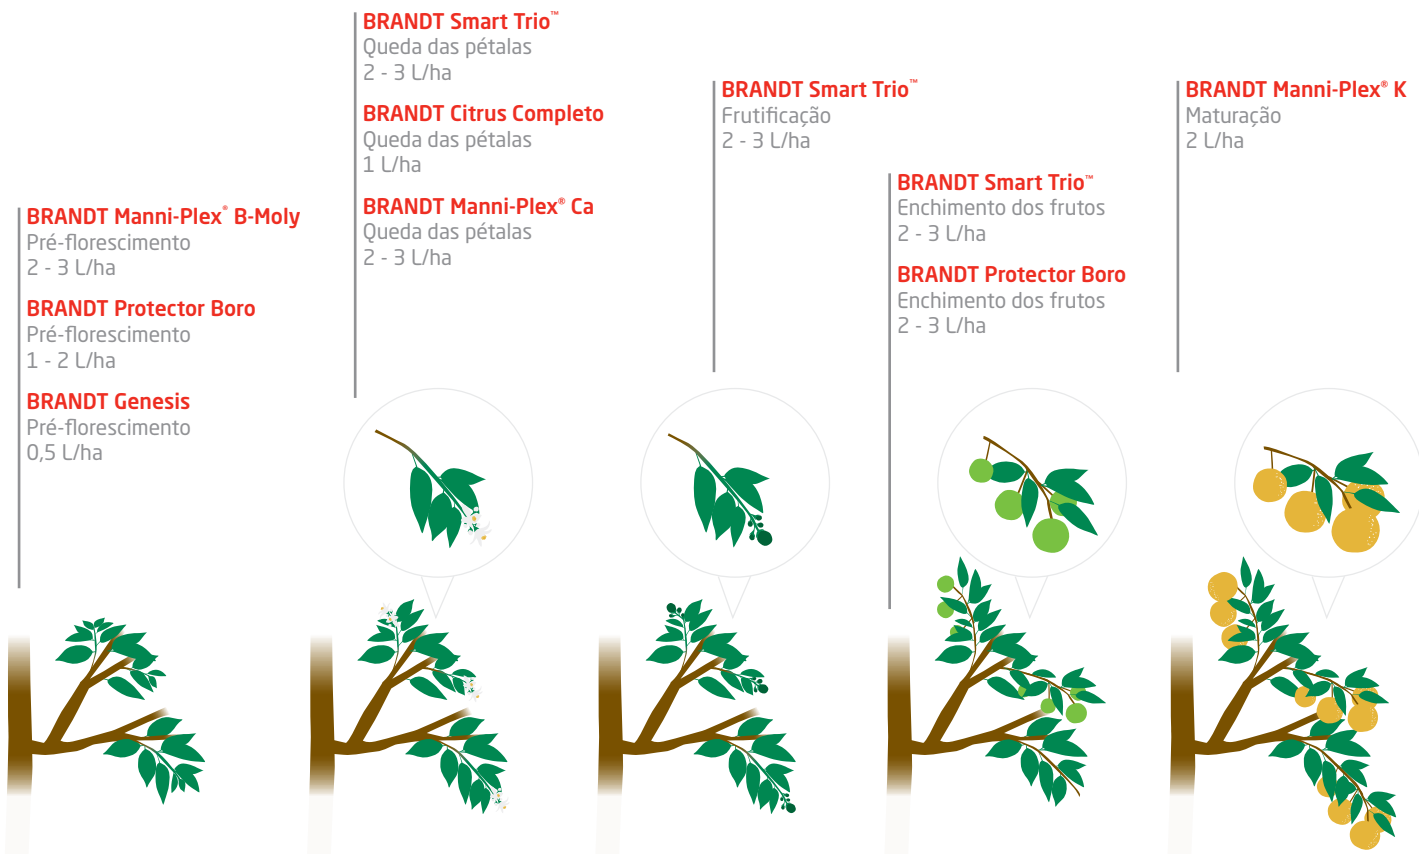 BRANDT Manni-Plex® B-Moly
Pré-florescimento
2 - 3 L/ha
BRANDT Protector Boro
Pré-florescimento
1 - 2 L/ha
BRANDT Genesis
Pré-florescimento
0,5 L/ha
BRANDT Smart Trio™
Queda das pétalas
2 - 3 L/ha
BRANDT Citrus Completo
Queda das pétalas
1 L/ha
BRANDT Manni-Plex® Ca
Queda das pétalas
2 - 3 L/ha
BRANDT Smart Trio™
Frutificação
2 - 3 L/ha
BRANDT Smart Trio™
Enchimento dos frutos
2 - 3 L/ha
BRANDT Protector Boro
Enchimento dos frutos
2 - 3 L/ha
BRANDT Manni-Plex® K
Maturação
2 L/ha